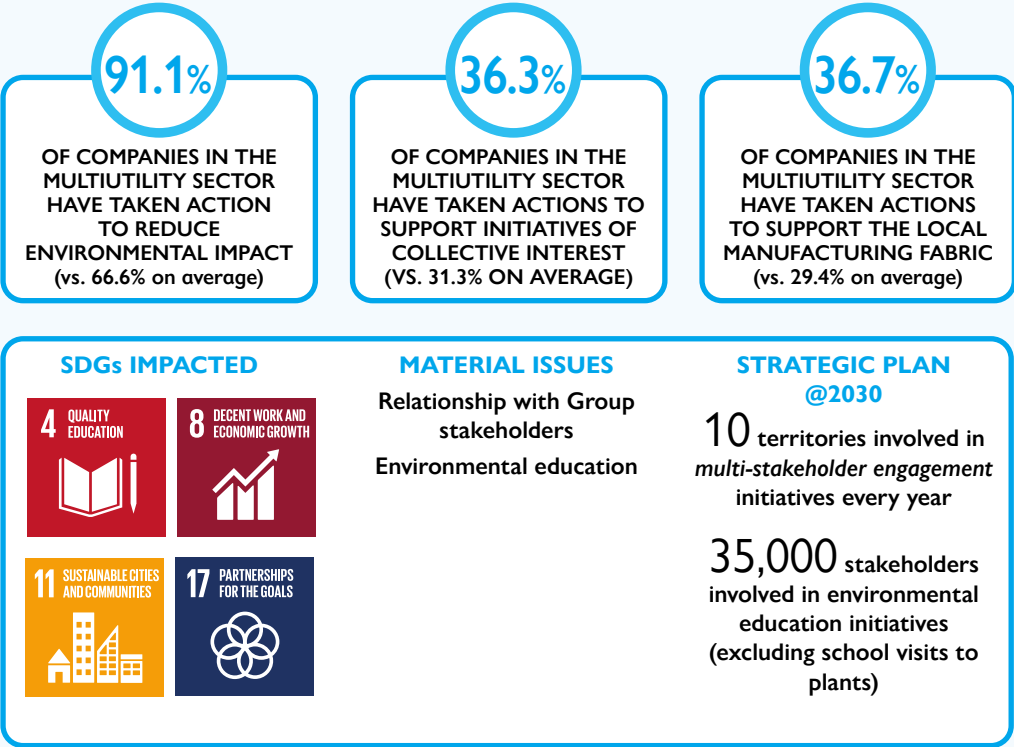 91.1%
OF COMPANIES IN THE
MULTIUTILITY SECTOR
HAVE TAKEN ACTION
TO REDUCE
ENVIRONMENTAL IMPACT
(vs. 66.6% on average)
36.3%
OF COMPANIES IN THE
MULTIUTILITY SECTOR
HAVE TAKEN ACTIONS TO
SUPPORT INITIATIVES OF
COLLECTIVE INTEREST
(VS. 31.3% ON AVERAGE)
36.7%
OF COMPANIES IN THE
MULTIUTILITY SECTOR
HAVE TAKEN ACTIONS
TO SUPPORT THE LOCAL
MANUFACTURING FABRIC
(vs. 29.4% on average)
SDGs IMPACTED
4 QUALITY
EDUCATION
8 DECENT WORK AND
ECONOMIC GROWTH
11 SUSTAINABLE CITIES
AND COMMUNITIES
17 PARTNERSHIPS
FOR THE GOALS
MATERIAL ISSUES
Relationship with Group
stakeholders
Environmental education
STRATEGIC PLAN
@2030
10 territories involved in
multi-stakeholder engagement
initiatives every year
35,000 stakeholders
involved in environmental
education initiatives
(excluding school visits to
plants)